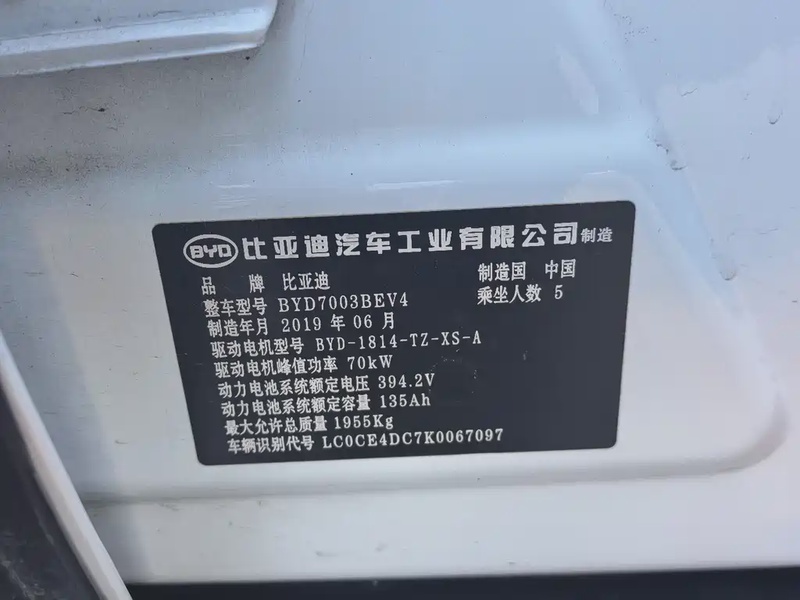 BYD 比亚迪汽车工业有限公司 制造
品 牌 比亚迪 制造国 中国
整车型号 BYD7003BEV4 乘坐人数 5
制造年月 2019 年 06 月
驱动电机型号 BYD-1814-TZ-XS-A
驱动电机峰值功率 70kW
动力电池系统额定电压 394.2V
动力电池系统额定容量 135Ah
最大允许总质量 1955Kg
车辆识别代号 LC0CE4DC7K0067097